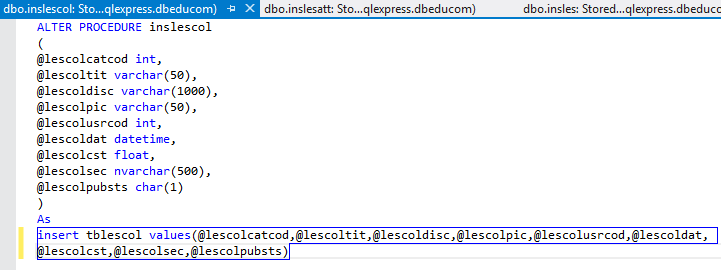 dbo.inslescol: Sto...qlexpress.dbeducom) dbo.inslesatt: Sto...qlexpress.dbeducom) dbo.insles: Stored...qlexpress.dbeducom
ALTER PROCEDURE inslescol
(
@lescolcatcod int,
@lescoltit varchar(50),
@lescoldisc varchar(1000),
@lescolpic varchar(50),
@lescolusrcod int,
@lescoldat datetime,
@lescolcst float,
@lescolsec nvarchar(500),
@lescolpubsts char(1)
)
As
insert tblescol values(@lescolcatcod,@lescoltit,@lescoldisc,@lescolpic,@lescolusrcod,@lescoldat,
@lescolcst,@lescolsec,@lescolpubsts)